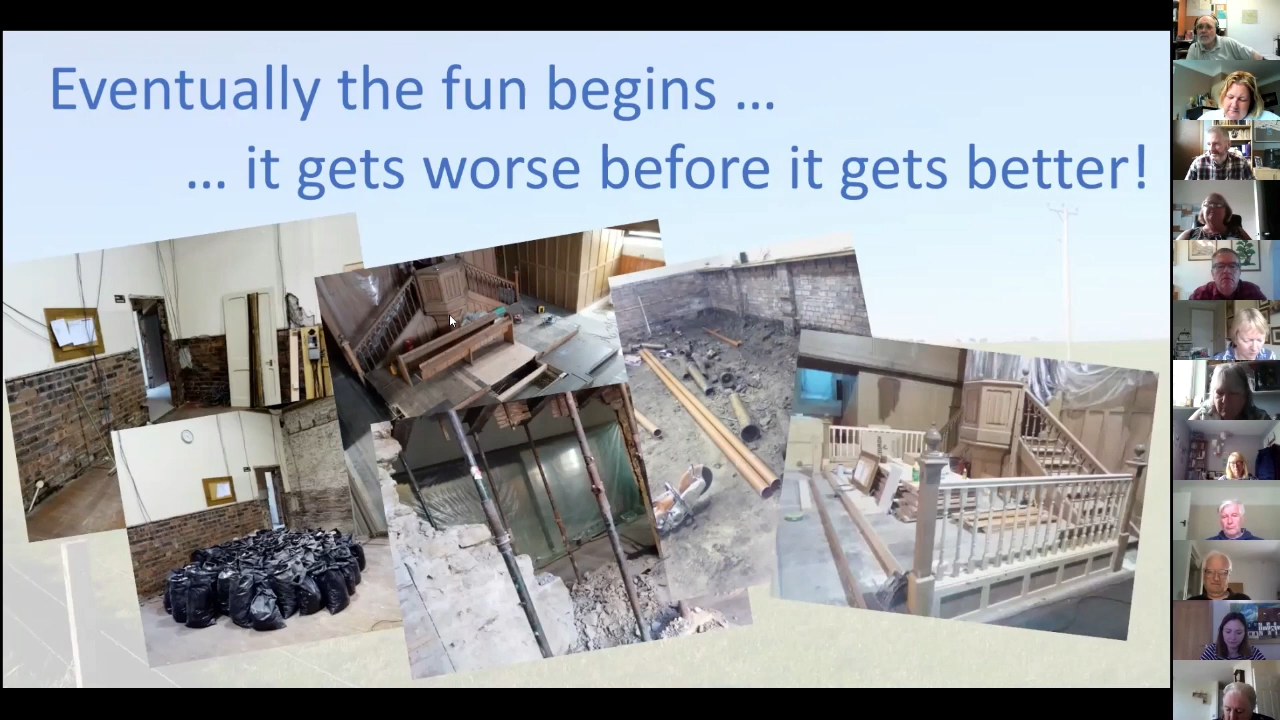 Eventually the fun begins ...
... it gets worse before it gets better!